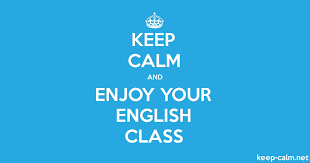 KEEP
CALM
AND
ENJOY YOUR
ENGLISH
CLASS
keep-calm.net